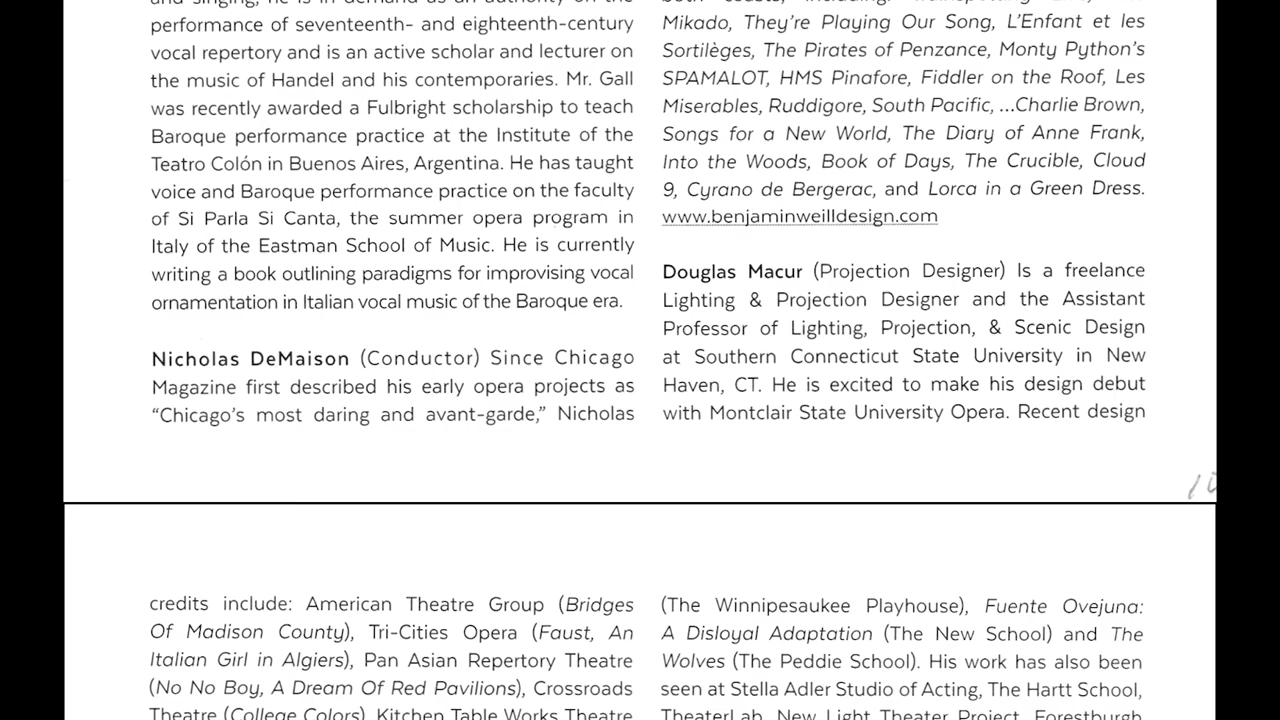 performance of seventeenth- and eighteenth-century
vocal repertory and is an active scholar and lecturer on
the music of Handel and his contemporaries. Mr. Gall
was recently awarded a Fulbright scholarship to teach
Baroque performance practice at the Institute of the
Teatro Colón in Buenos Aires, Argentina. He has taught
voice and Baroque performance practice on the faculty
of Si Parla Si Canta, the summer opera program in
Italy of the Eastman School of Music. He is currently
writing a book outlining paradigms for improvising vocal
ornamentation in Italian vocal music of the Baroque era.
Nicholas DeMaison (Conductor) Since Chicago
Magazine first described his early opera projects as
“Chicago’s most daring and avant-garde,” Nicholas
Mikado, They’re Playing Our Song, L’Enfant et les
Sortilèges, The Pirates of Penzance, Monty Python’s
SPAMALOT, HMS Pinafore, Fiddler on the Roof, Les
Miserables, Ruddigore, South Pacific, ...Charlie Brown,
Songs for a New World, The Diary of Anne Frank,
Into the Woods, Book of Days, The Crucible, Cloud
9, Cyrano de Bergerac, and Lorca in a Green Dress.
www.benjaminweilldesign.com
Douglas Macur (Projection Designer) Is a freelance
Lighting & Projection Designer and the Assistant
Professor of Lighting, Projection, & Scenic Design
at Southern Connecticut State University in New
Haven, CT. He is excited to make his design debut
with Montclair State University Opera. Recent design
credits include: American Theatre Group (Bridges
Of Madison County), Tri-Cities Opera (Faust, An
Italian Girl in Algiers), Pan Asian Repertory Theatre
(No No Boy, A Dream Of Red Pavilions), Crossroads
Theatre (College Colors), Kitchen Table Works Theatre
(The Winnipesaukee Playhouse), Fuente Ovejuna:
A Disloyal Adaptation (The New School) and The
Wolves (The Peddie School). His work has also been
seen at Stella Adler Studio of Acting, The Hartt School,
TheaterLab, New Light Theater Project, Forestburgh